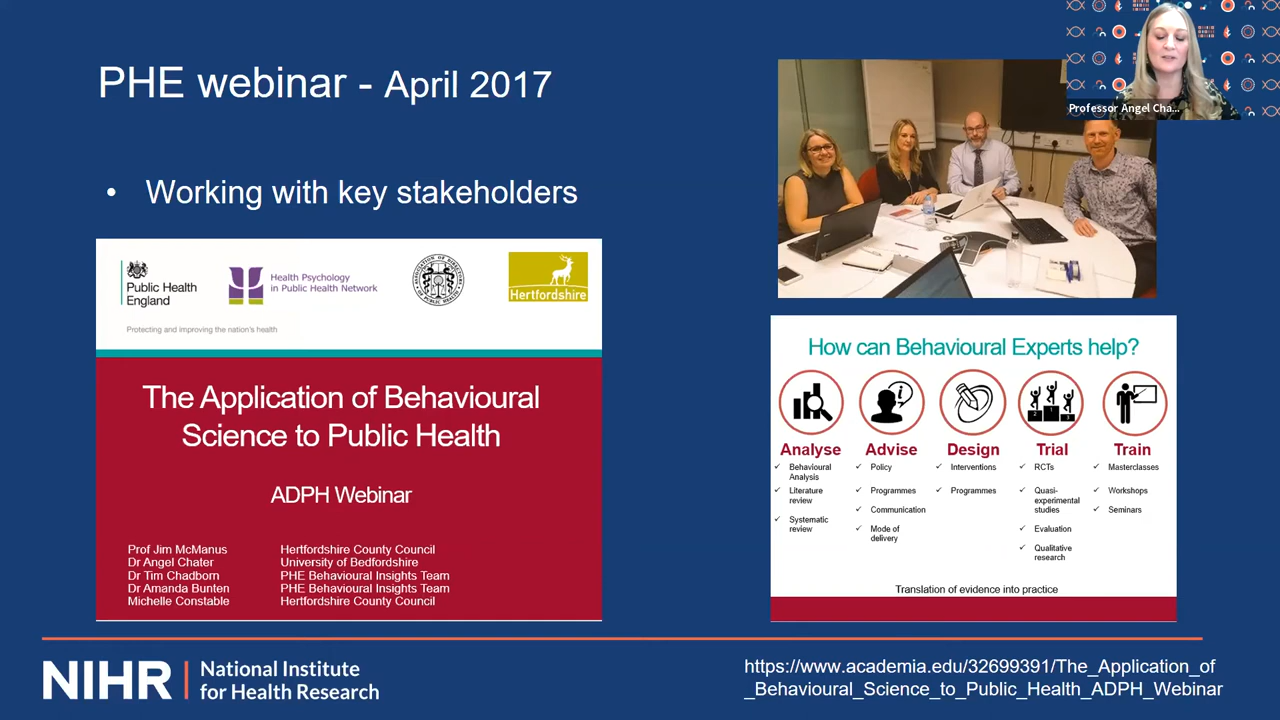 PHE webinar - April 2017
Professor Angel Cha...
• Working with key stakeholders
Public Health
England
Protecting and improving the nation's health
Health Psychology
in Public Health Network
Hertfordshire
The Application of Behavioural
Science to Public Health
ADPH Webinar
Prof Jim McManus Hertfordshire County Council
Dr Angel Chater University of Bedfordshire
Dr Tim Chadborn PHE Behavioural Insights Team
Dr Amanda Bunten PHE Behavioural Insights Team
Michelle Constable Hertfordshire County Council
How can Behavioural Experts help?
Analyse
✓ Behavioural
Analysis
✓ Literature
review
✓ Systematic
review
Advise
✓ Policy
✓ Programmes
✓ Communication
✓ Mode of
delivery
Design
✓ Interventions
✓ Programmes
Trial
✓ RCTs
✓ Quasi-
experimental
studies
✓ Evaluation
✓ Qualitative
research
Train
✓ Masterclasses
✓ Workshops
✓ Seminars
Translation of evidence into practice
NIHR | National Institute
for Health Research
https://www.academia.edu/32699391/The_Application_of
_Behavioural_Science_to_Public_Health_ADPH_Webinar